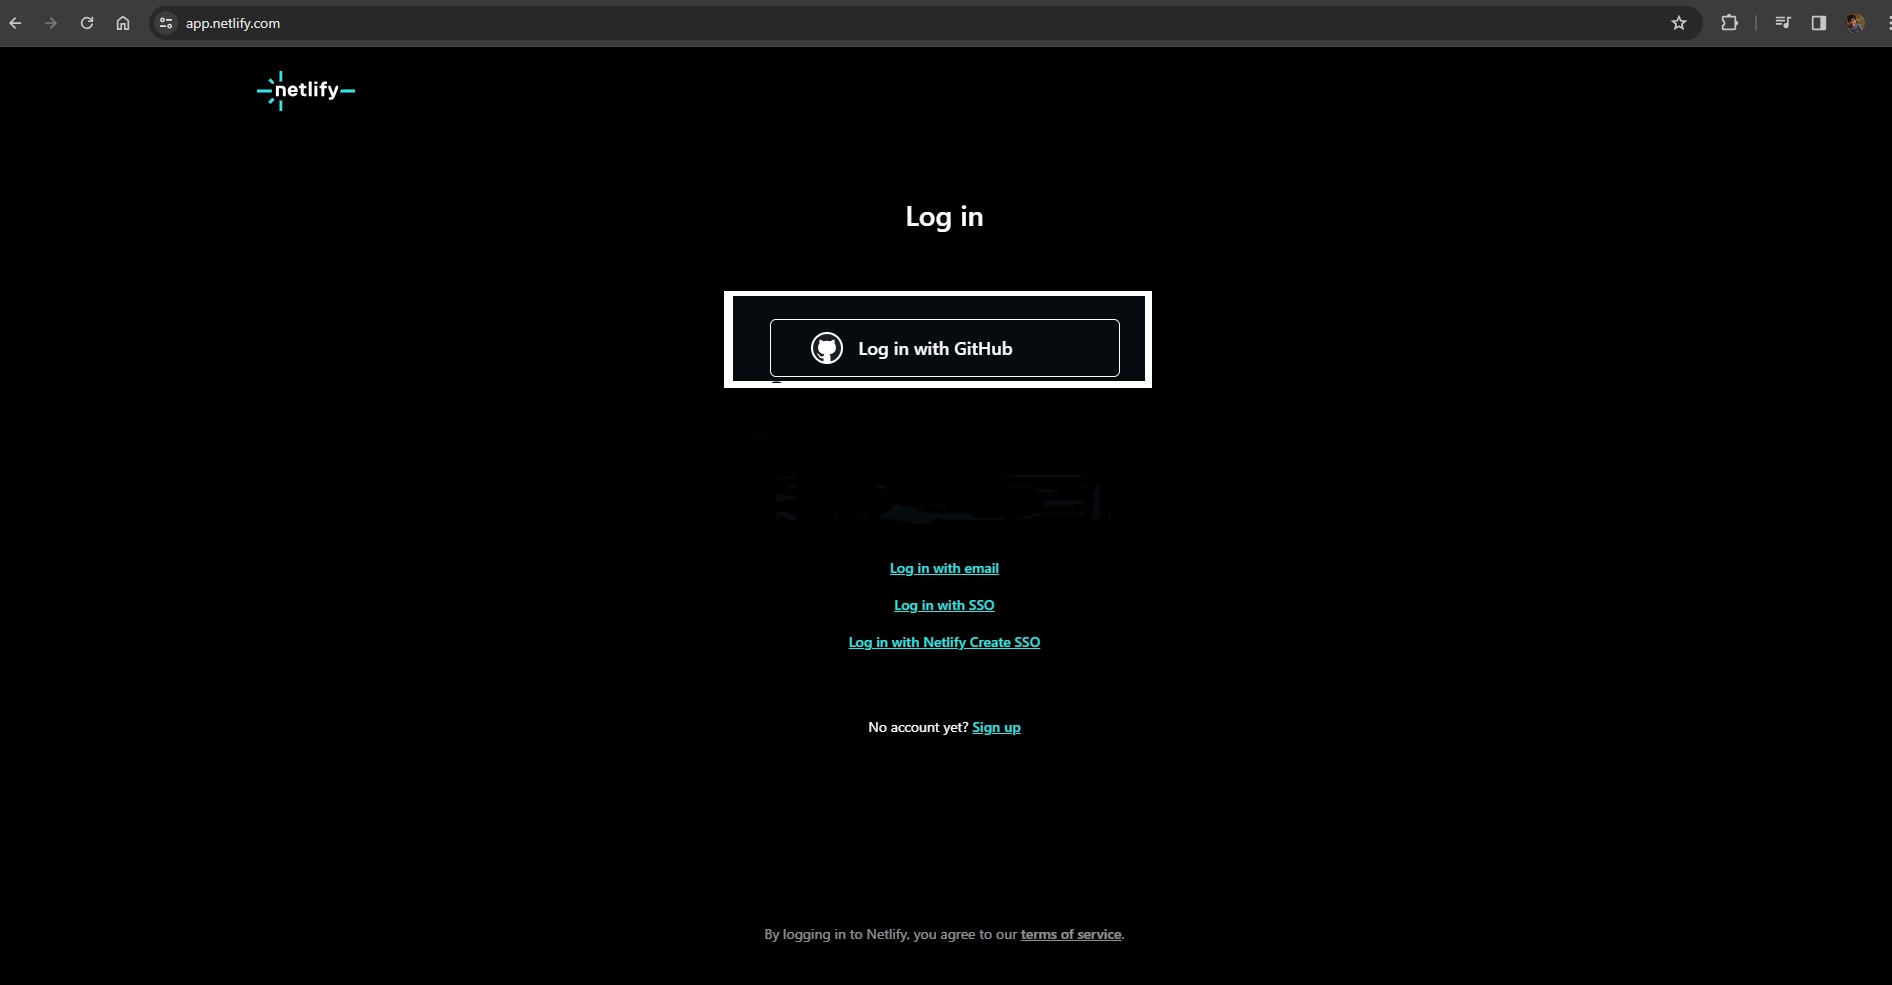 app.netlify.com
netlify
Log in
Log in with GitHub
Log in with email
Log in with SSO
Log in with Netlify Create SSO
No account yet? Sign up
By logging in to Netlify, you agree to our terms of service.